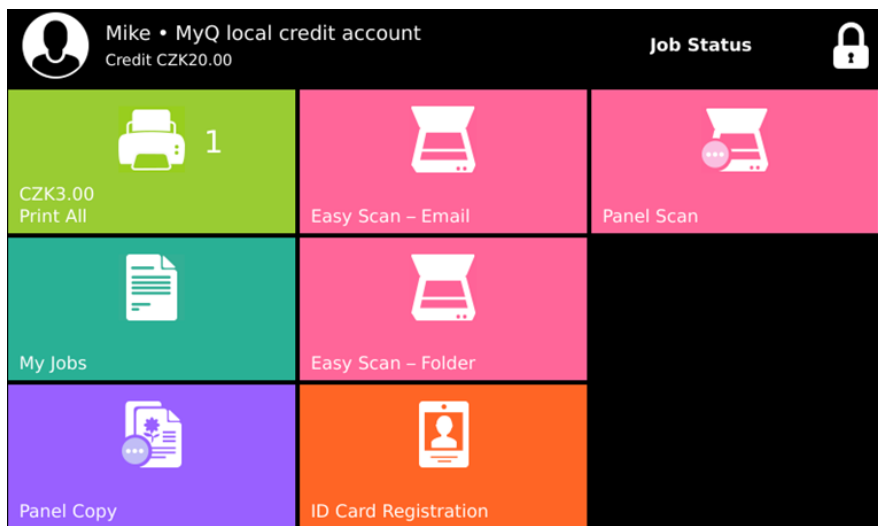 Mike • MyQ local credit account
Credit CZK20.00
Job Status
1
CZK3.00
Print All
Easy Scan – Email
Panel Scan
My Jobs
Easy Scan – Folder
Panel Copy
ID Card Registration